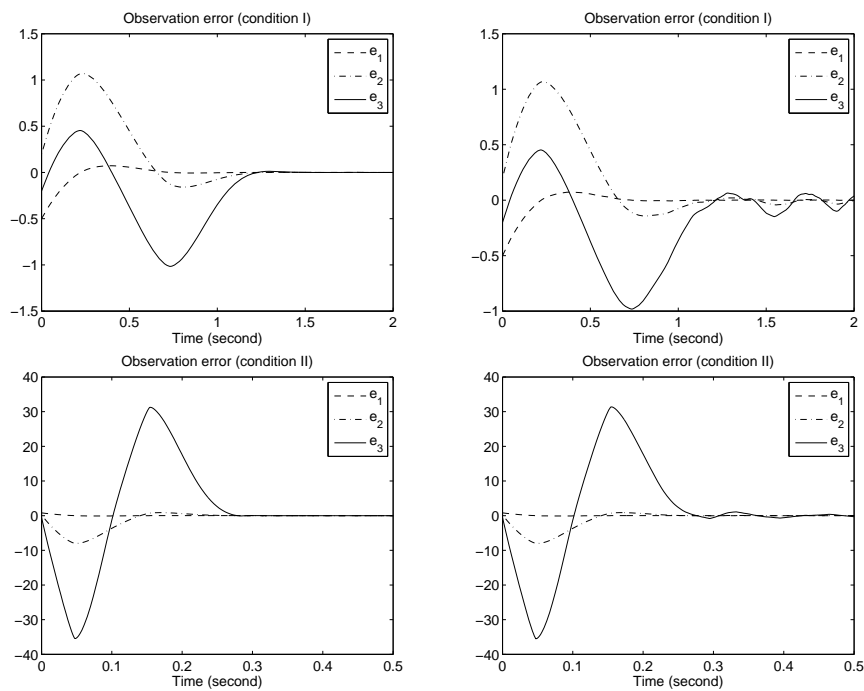 Observation error (condition I)
1.5
1
0.5
0
−0.5
−1
−1.5
0
0.5
1
1.5
2
Time (second)
e1
e2
e3
Observation error (condition I)
1.5
1
0.5
0
−0.5
−1
0
0.5
1
1.5
2
Time (second)
e1
e2
e3
Observation error (condition II)
40
30
20
10
0
−10
−20
−30
−40
0
0.1
0.2
0.3
0.4
0.5
Time (second)
e1
e2
e3
Observation error (condition II)
40
30
20
10
0
−10
−20
−30
−40
0
0.1
0.2
0.3
0.4
0.5
Time (second)
e1
e2
e3